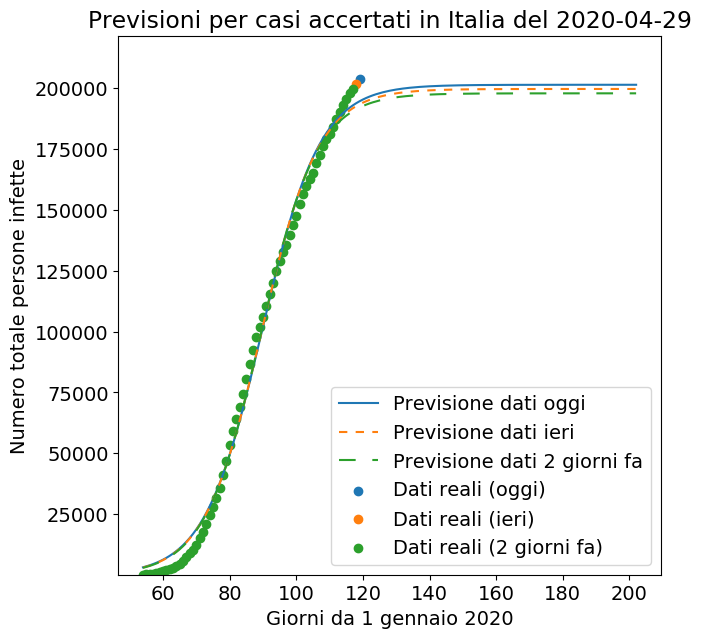 Previsioni per casi accertati in Italia del 2020-04-29
Numero totale persone infette
200000
175000
150000
125000
100000
75000
50000
25000
Previsione dati oggi
Previsione dati ieri
Previsione dati 2 giorni fa
Dati reali (oggi)
Dati reali (ieri)
Dati reali (2 giorni fa)
60 80 100 120 140 160 180 200
Giorni da 1 gennaio 2020